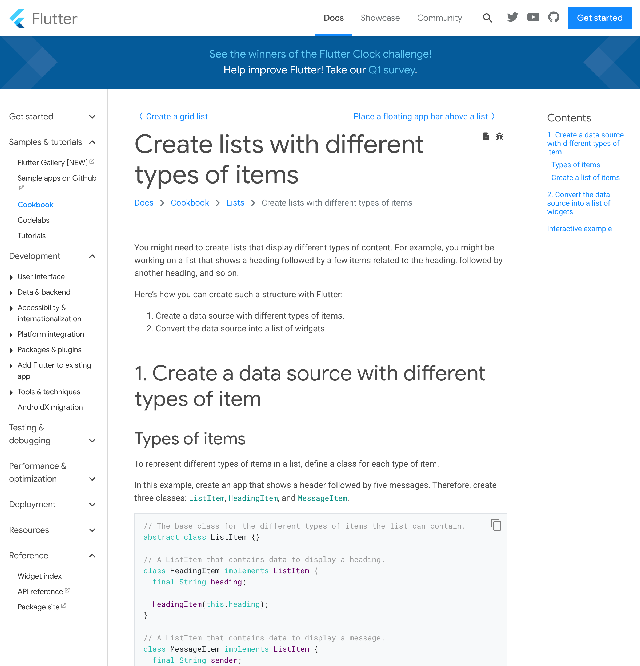 Flutter
Docs
Showcase
Community
Get started
See the winners of the Flutter Clock challenge!
Help improve Flutter! Take our Q1 survey.
Get started
Samples & tutorials
Flutter Gallery [NEW]
Sample apps on Github
Cookbook
Codelabs
Tutorials
Development
User interface
Data & backend
Accessibility &
internationalization
Platform integration
Packages & plugins
Add Flutter to existing
app
Tools & techniques
AndroidX migration
Testing &
debugging
Performance &
optimization
Deployment
Resources
Reference
Widget index
API reference
Package site
Create a grid list
Place a floating app bar above a list
Create lists with different
types of items
Docs > Cookbook > Lists > Create lists with different types of items
You might need to create lists that display different types of content. For example, you might be
working on a list that shows a heading followed by a few items related to the heading, followed by
another heading, and so on.
Here's how you can create such a structure with Flutter:
1. Create a data source with different types of items.
2. Convert the data source into a list of widgets.
1. Create a data source with different
types of item
Types of items
To represent different types of items in a list, define a class for each type of item.
In this example, create an app that shows a header followed by five messages. Therefore, create
three classes: ListItem, HeadingItem, and MessageItem.
// The base class for the different types of items the list can contain.
abstract class ListItem {}
// A ListItem that contains data to display a heading.
class HeadingItem implements ListItem {
final String heading;
HeadingItem(this.heading);
}
// A ListItem that contains data to display a message.
class MessageItem implements ListItem {
final String sender;
Contents
1. Create a data source
with different types of
item
Types of items
Create a list of items
2. Convert the data
source into a list of
widgets
Interactive example